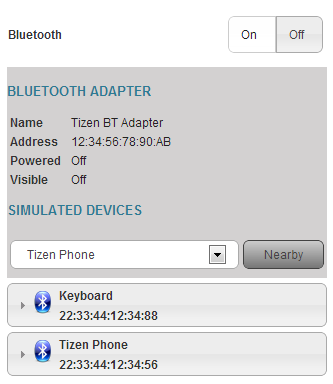 Bluetooth On Off
BLUETOOTH ADAPTER
Name Tizen BT Adapter
Address 12:34:56:78:90:AB
Powered Off
Visible Off
SIMULATED DEVICES
Tizen Phone Nearby
Keyboard
22:33:44:12:34:88
Tizen Phone
22:33:44:12:34:56